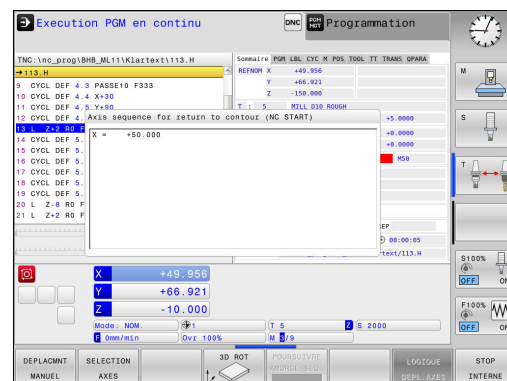 Execution PGM en continu
DNC
PGM MGT
Programmation
TNC:\nc_prog\BHB_ML11\Klartext\113.H
→113.H
9 CYCL DEF 4.3 PASSE10 F333
10 CYCL DEF 4.4 X+30
11 CYCL DEF 4.5 Y+90
12 CYCL DEF 4.
13 L Z+2 R0 F
14 CYCL DEF 5.
15 CYCL DEF 5.
16 CYCL DEF 5.
17 CYCL DEF 5.
18 CYCL DEF 5.
19 CYCL DEF 5.
20 L Z-8 R0 F
21 L Z+2 R0 F
Sommaire PGM LBL CYC M POS TOOL TT TRANS QPARA
REFNOM X +49.956
Y +66.921
Z -150.000
T : 5 MILL D10 ROUGH
+5.0000
+0.0000
+0.0000
M50
EP
00:00:05
rtext/113.H
Axis sequence for return to contour (NC START)
X = +50.000
X +49.956
Y +66.921
Z -10.000
Mode: NOM. 1 T 5 Z S 2000
F 0mm/min Ovr 100% M 5/9
M
S
T
S100%
OFF ON
F100%
OFF ON
DEPLACMNT MANUEL
SELECTION AXES
3D ROT
POURSUIVRE AMORCE SEQ.
LOGIQUE DEPL.AXES
STOP INTERNE